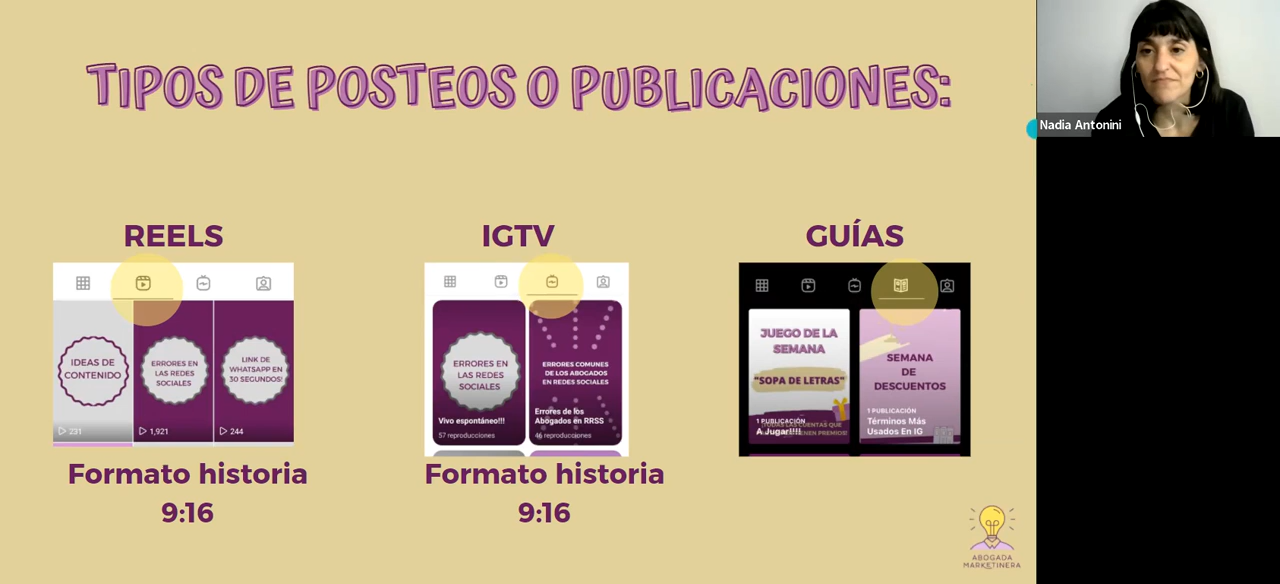 TIPOS DE POSTEOS O PUBLICACIONES:
Nadia Antonini
REELS
IDEAS DE
CONTENIDO
231
ERRORES EN
LAS REDES
SOCIALES
1,921
LINK DE
WHATSAPP EN
30 SEGUNDOS!
244
Formato historia
9:16
IGTV
ERRORES EN
LAS REDES
SOCIALES
Vivo espontáneo!!!
57 reproducciones
ERRORES COMUNES
DE LOS ABOGADOS
EN REDES SOCIALES
Errores de los
Abogados en RRSS
46 reproducciones
Formato historia
9:16
GUÍAS
JUEGO DE LA
SEMANA
"SOPA DE LETRAS"
1 PUBLICACIÓN
A Jugar!!!!
SEMANA
DE
DESCUENTOS
1 PUBLICACIÓN
Términos Más
Usados En IG
ABOGADA
MARKETINERA